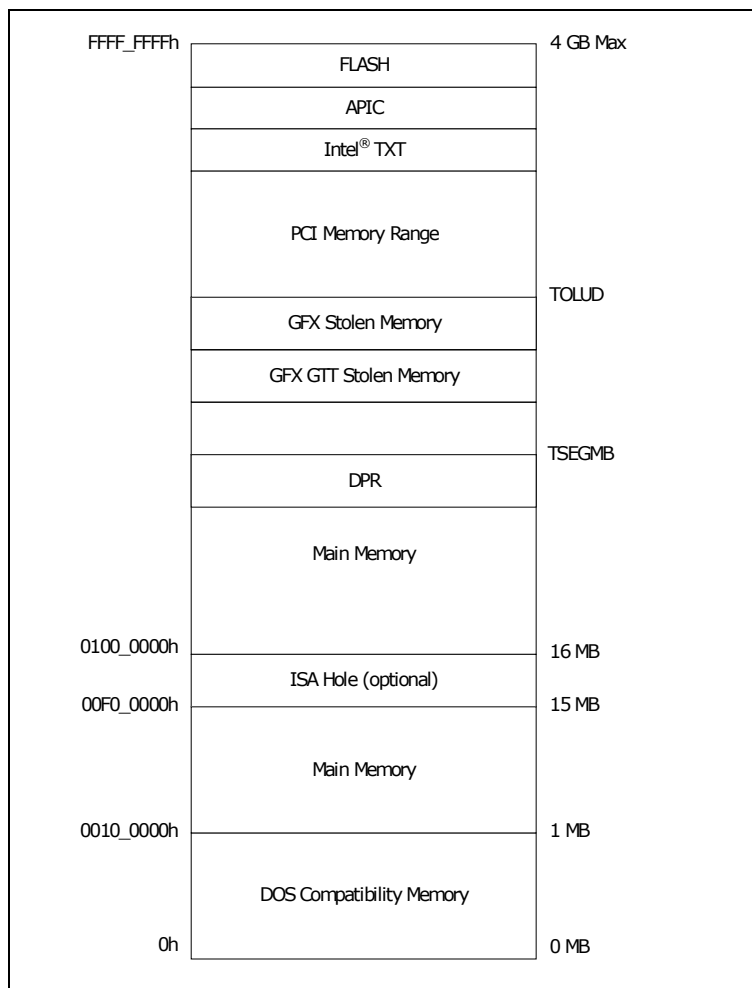 FFFF_FFFFh
4 GB Max
FLASH
APIC
Intel® TXT
PCI Memory Range
TOLUD
GFX Stolen Memory
GFX GTT Stolen Memory
TSEGMB
DPR
Main Memory
0100_0000h
16 MB
ISA Hole (optional)
00F0_0000h
15 MB
Main Memory
0010_0000h
1 MB
DOS Compatibility Memory
0h
0 MB